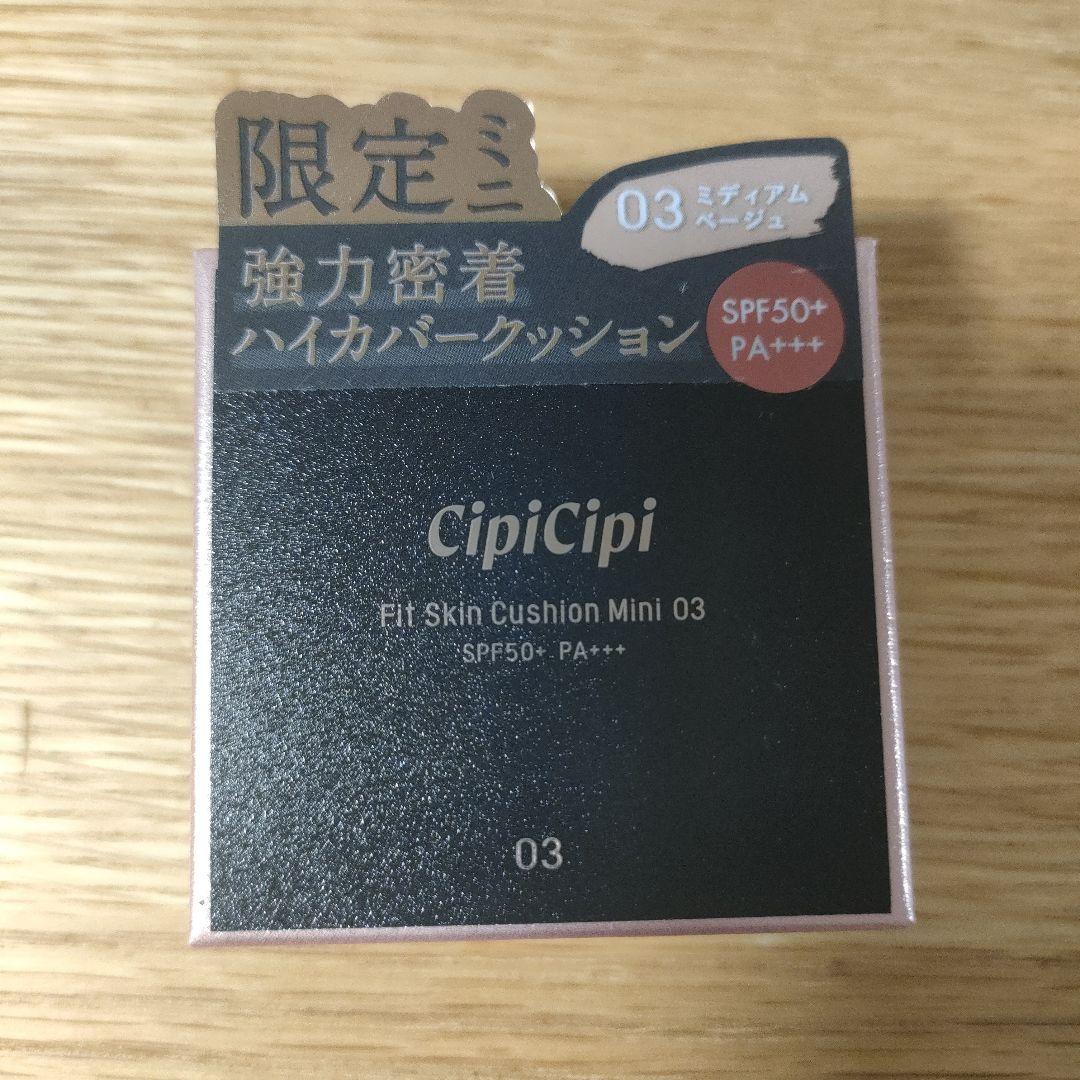 限定ミニ
03 ミディアム
ベージュ
強力密着
ハイカバークッション
SPF50+
PA+++
CipiCipi
Fit Skin Cushion Mini 03
SPF50+ PA+++
03